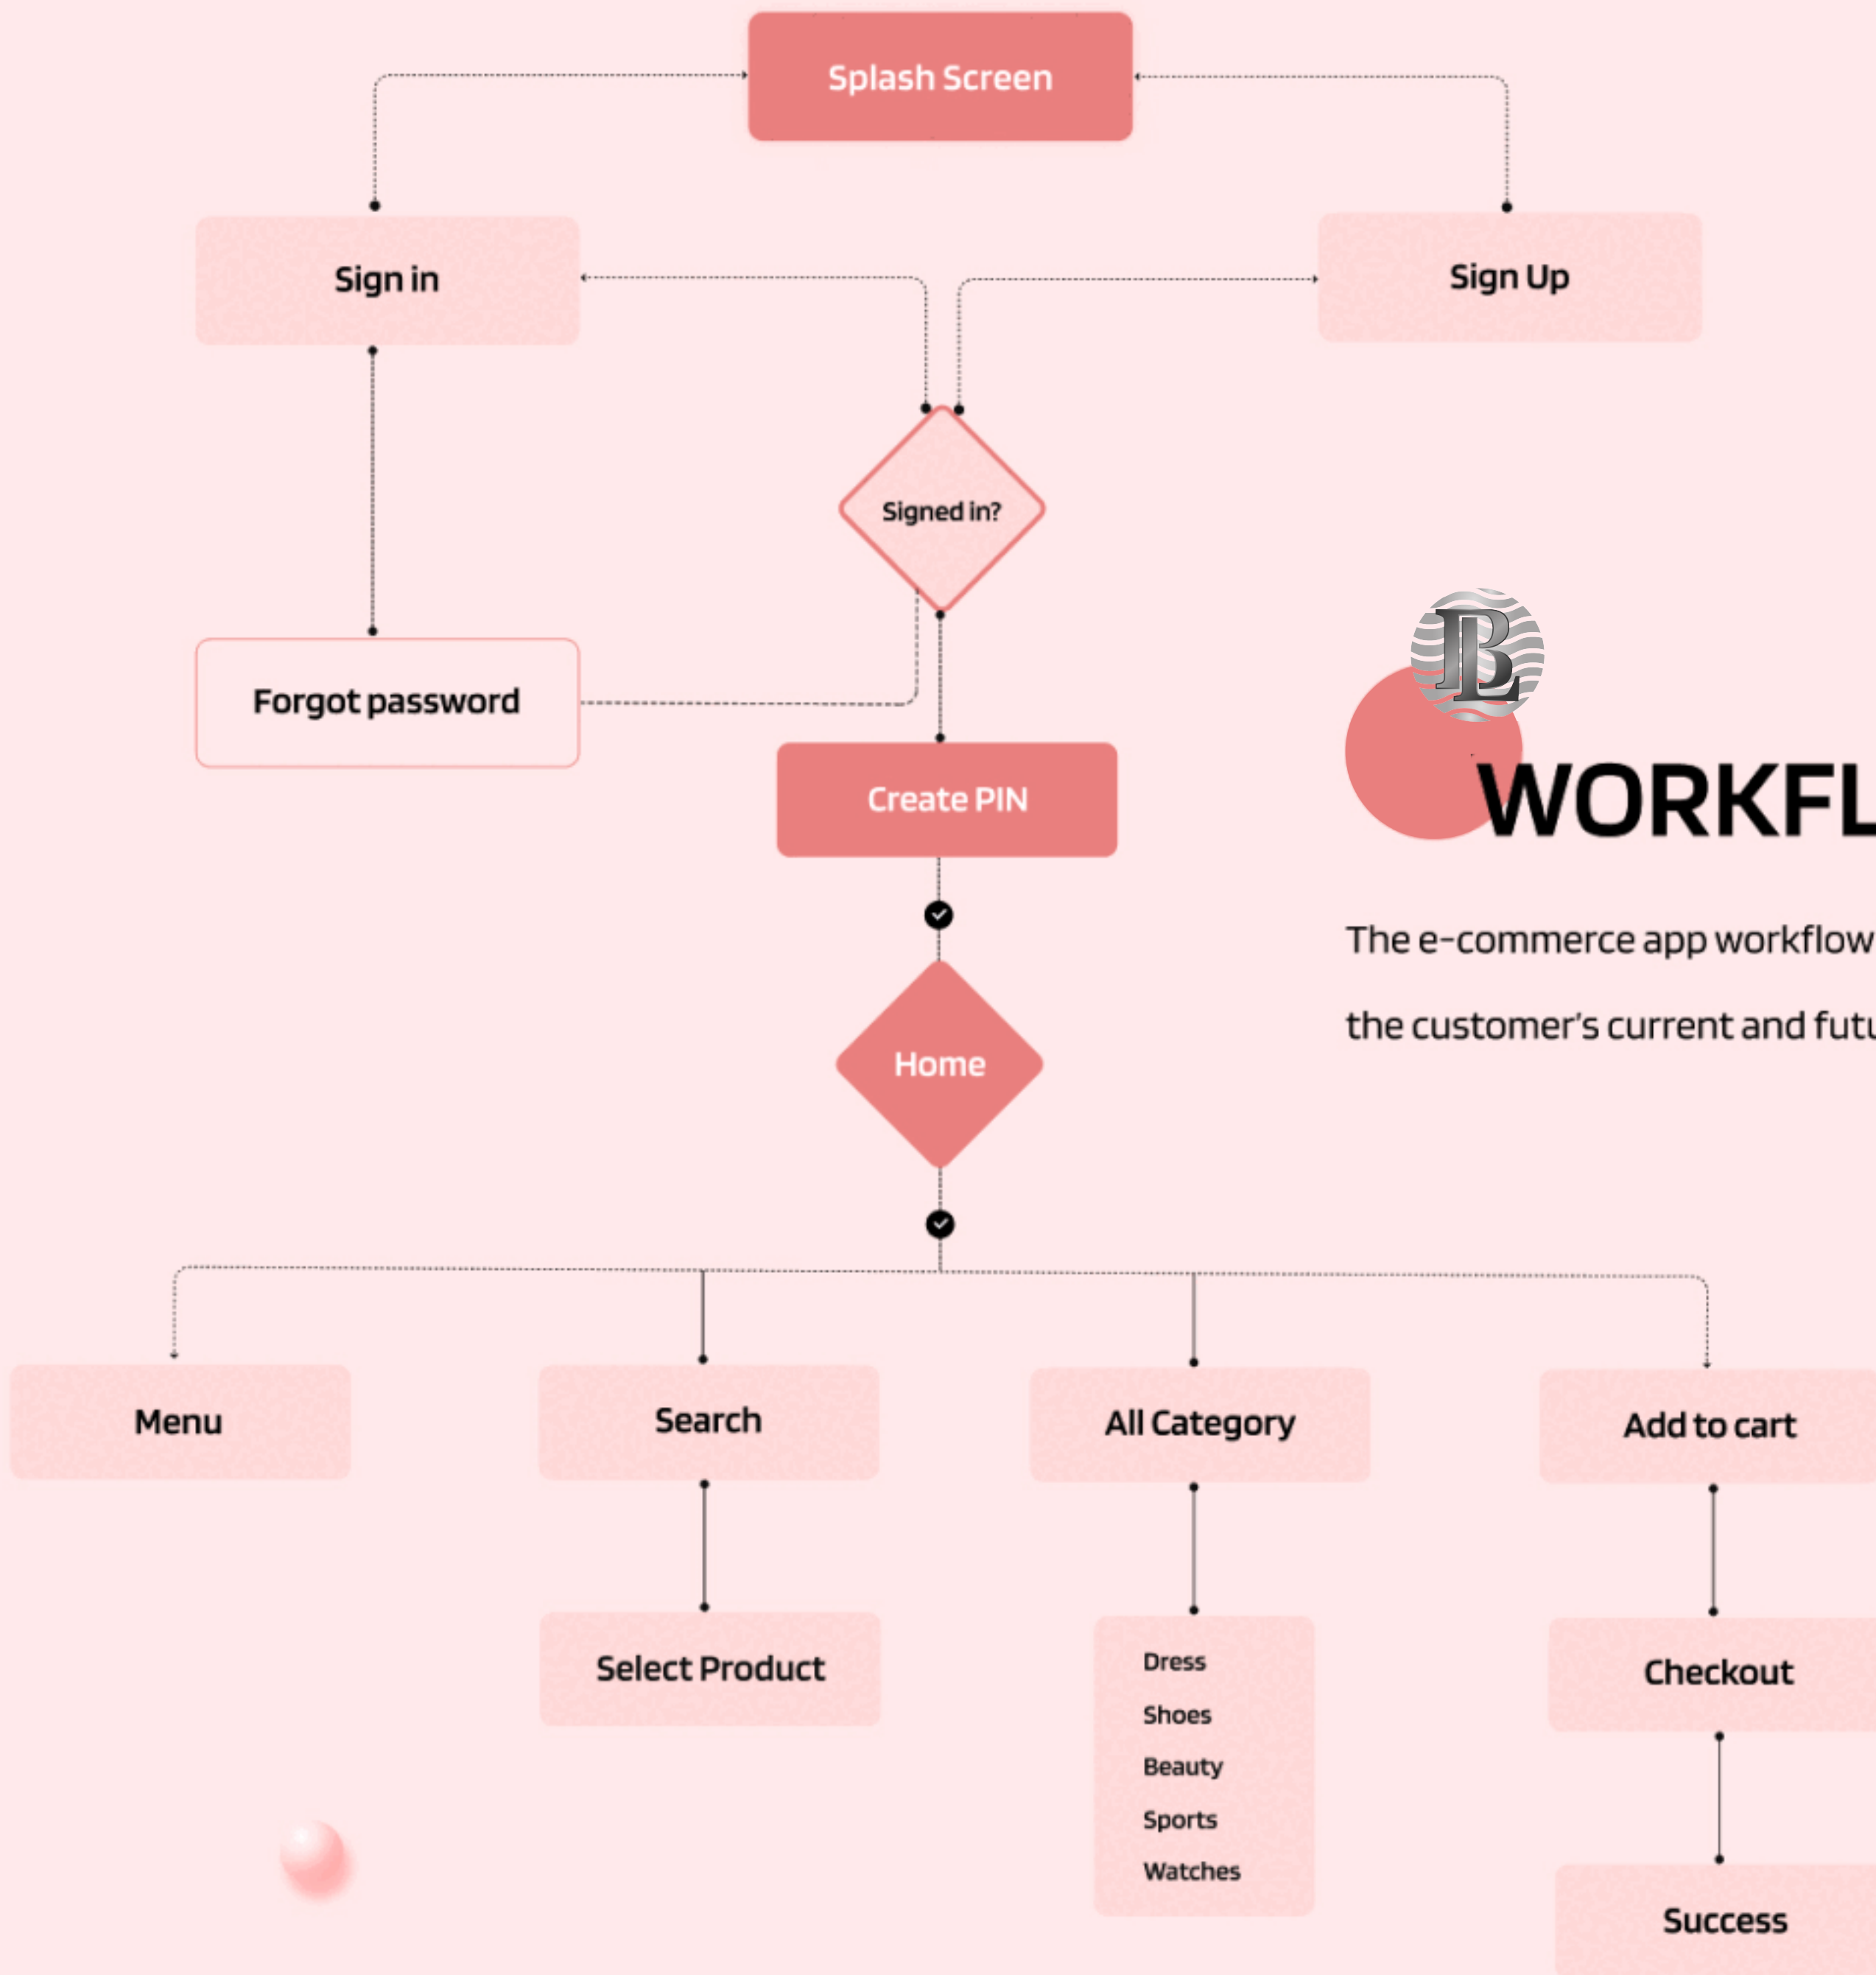 Splash Screen
Sign in
Sign Up
Signed in?
Forgot password
BL
WORKFL
Create PIN
The e-commerce app workflow
the customer's current and futu
Home
Menu
Search
All Category
Add to cart
Select Product
Dress
Shoes
Beauty
Sports
Watches
Checkout
Success